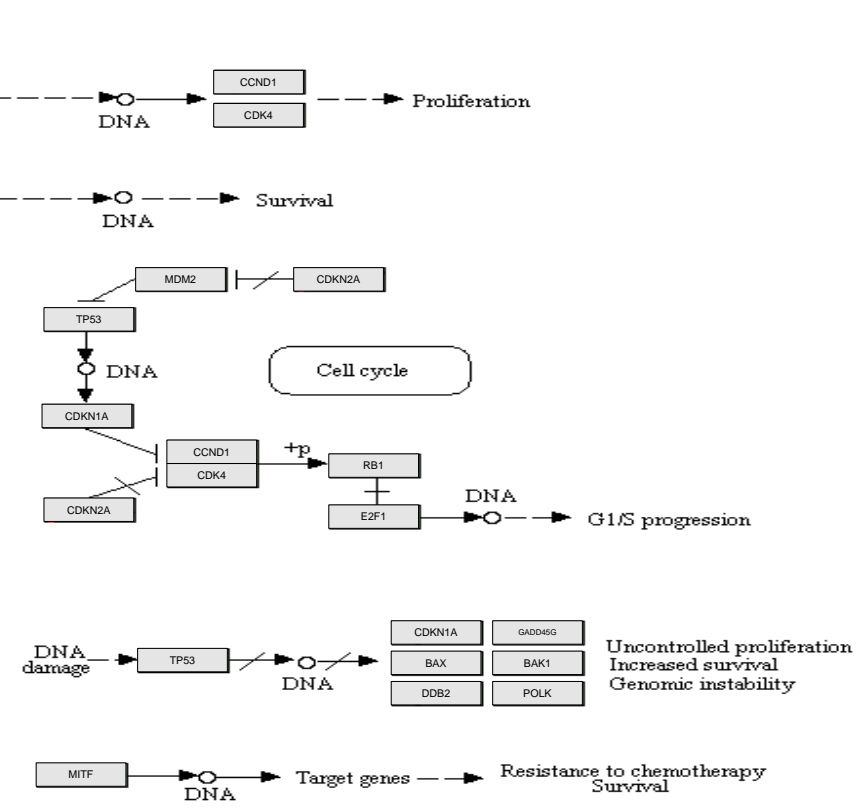 CCND1
Proliferation
DNA
CDK4
Survival
DNA
MDM2
CDKN2A
TP53
DNA
Cell cycle
CDKN1A
CCND1
+p
CDK4
RB1
CDKN2A
DNA
E2F1
G1/S progression
DNA
damage
TP53
DNA
CDKN1A
GADD45G
BAX
BAK1
DDB2
POLK
Uncontrolled proliferation
Increased survival
Genomic instability
MITF
DNA
Target genes
Resistance to chemotherapy
Survival